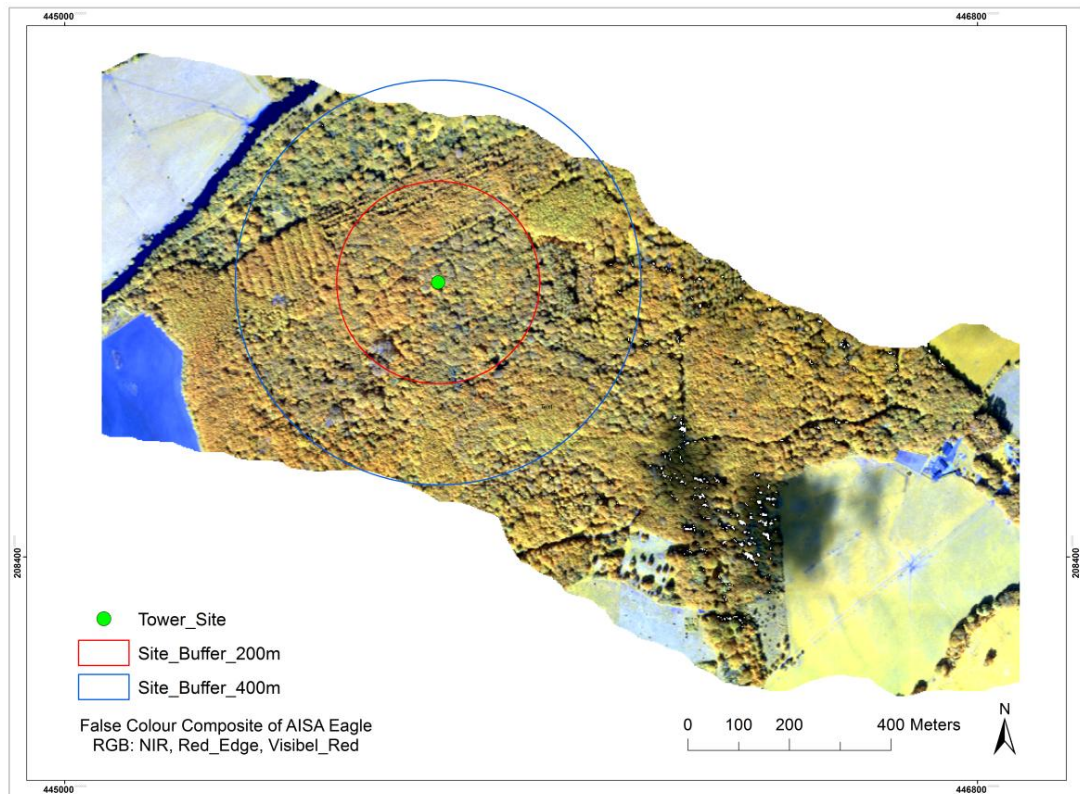 445000
446800
208400
208400
Tower_Site
Site_Buffer_200m
Site_Buffer_400m
False Colour Composite of AISA Eagle
RGB: NIR, Red_Edge, Visibel_Red
0 100 200 400 Meters
N
445000
446800